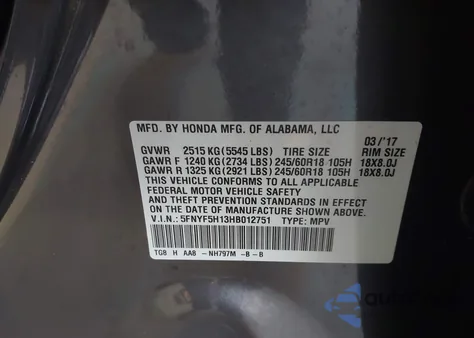 MFD. BY HONDA MFG. OF ALABAMA, LLC 03/'17
GVWR 2515 KG(5545 LBS) TIRE SIZE RIM SIZE
GAWR F 1240 KG(2734 LBS) 245/60R18 105H 18X8.0J
GAWR R 1325 KG(2921 LBS) 245/60R18 105H 18X8.0J
THIS VEHICLE CONFORMS TO ALL APPLICABLE
FEDERAL MOTOR VEHICLE SAFETY AND
THEFT PREVENTION STANDARDS IN EFFECT ON
THE DATE OF MANUFACTURE SHOWN ABOVE.
V.I.N.: 5FNYF5H13HB012751 TYPE: MPV
TG8 H AA8 -NH797M -B -B